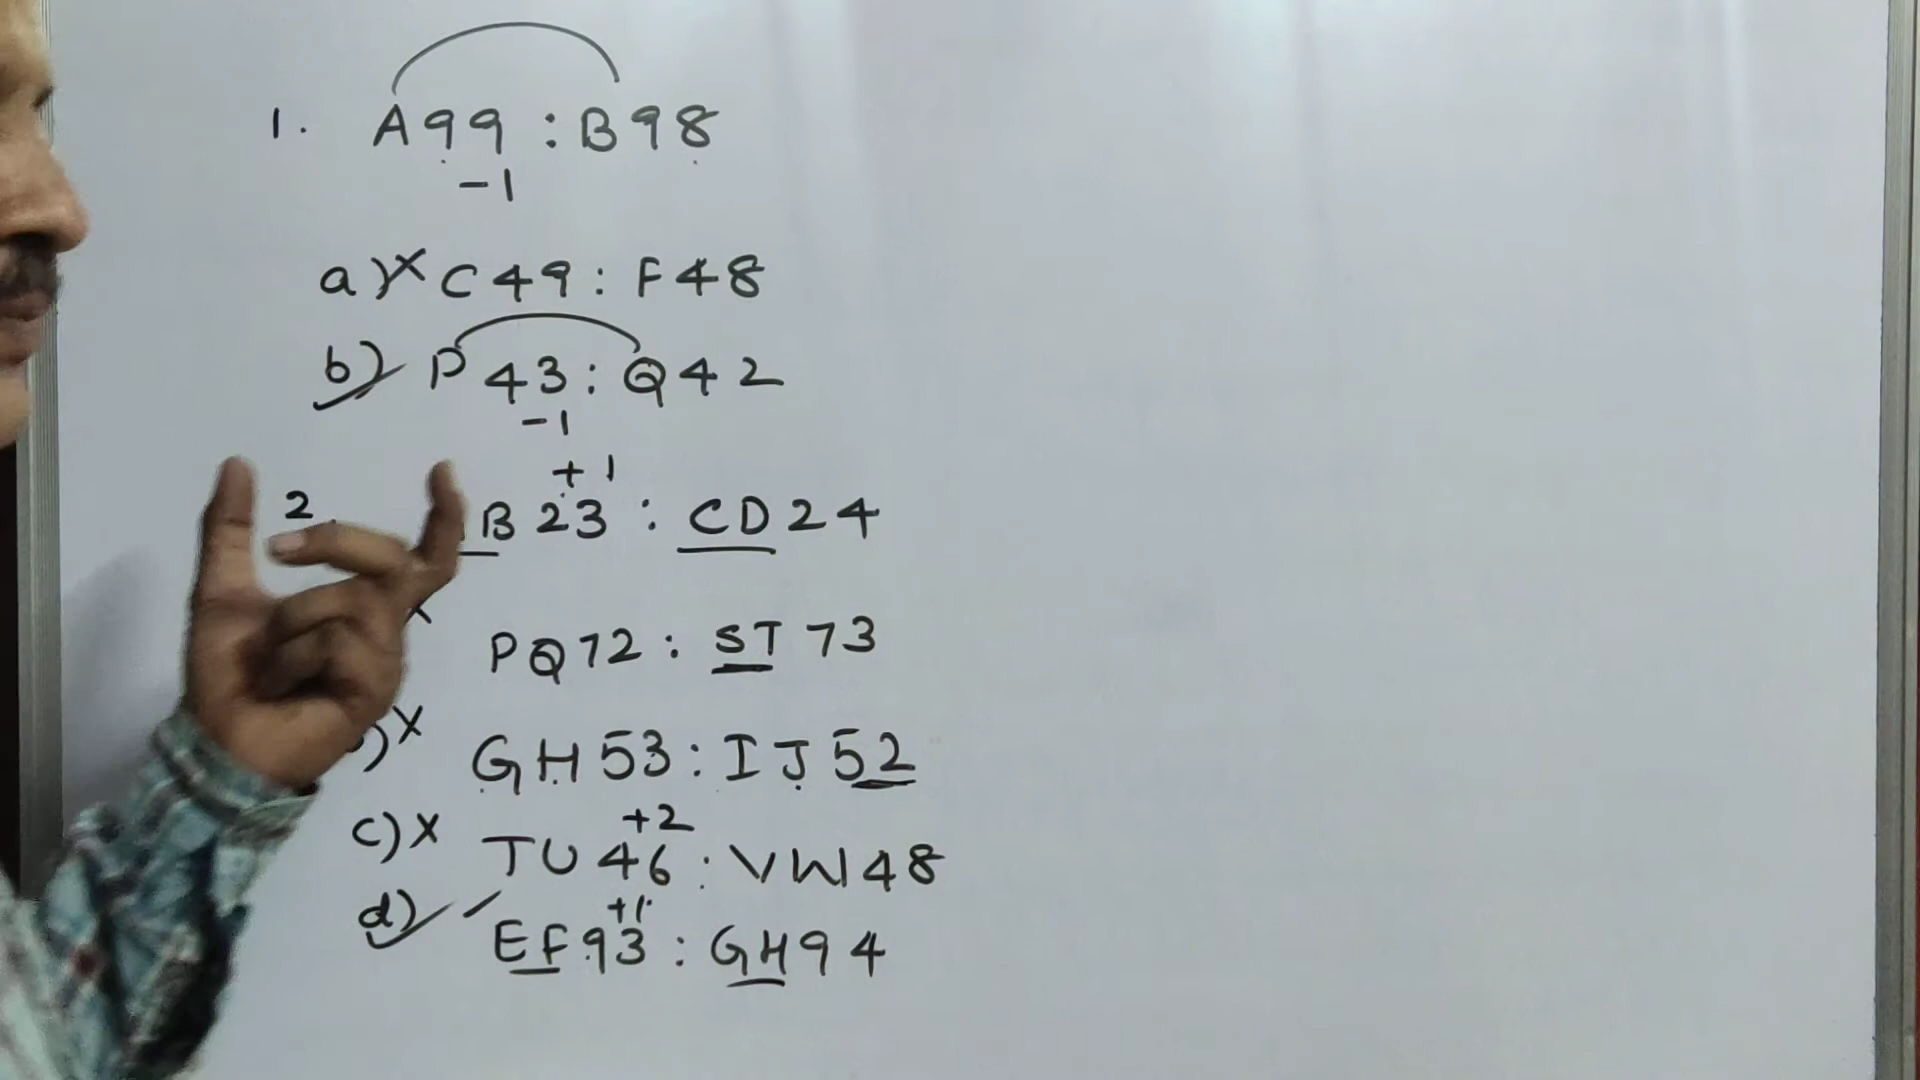 1. A99 : B98
-1
a) x C49 : F48
b) P43 : Q42
-1
+1
2. B23 : CD24
x PQ72 : ST73
) x GH53 : IJ52
+2
c) x TU46 : VW48
+1
d) EF93 : GH94